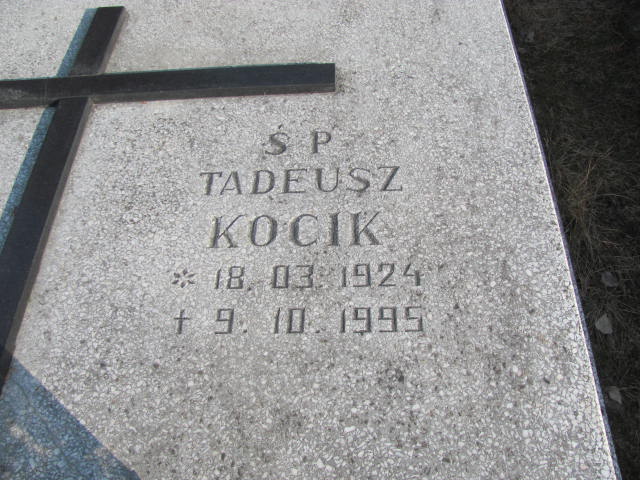 Ś P
TADEUSZ
KOCIK
* 18. 03. 1924
† 9. 10. 1995